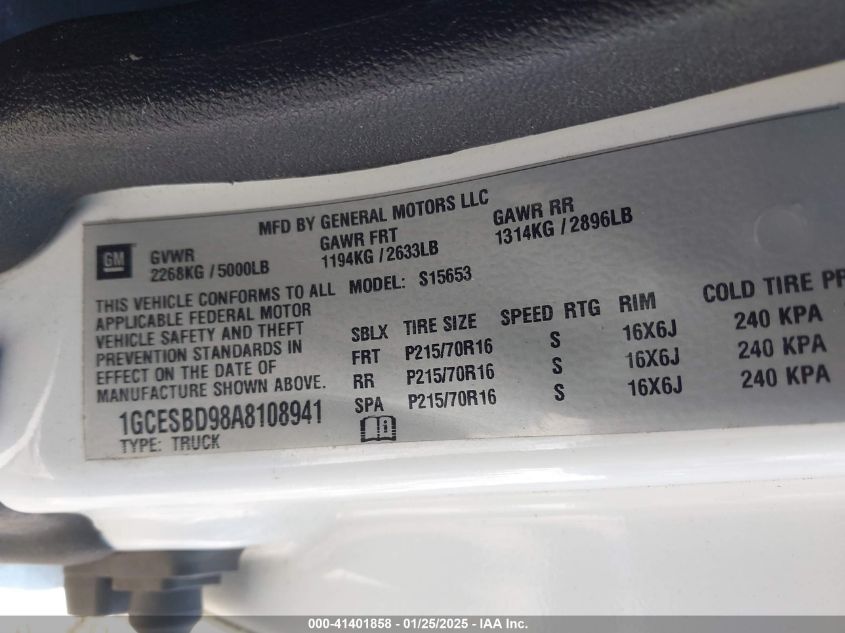 MFD BY GENERAL MOTORS LLC
GM
GVWR
2268KG / 5000LB
GAWR FRT
1194KG / 2633LB
GAWR RR
1314KG / 2896LB
THIS VEHICLE CONFORMS TO ALL
APPLICABLE FEDERAL MOTOR
VEHICLE SAFETY AND THEFT
PREVENTION STANDARDS IN
EFFECT ON THE DATE OF
MANUFACTURE SHOWN ABOVE.
1GCESBD98A8108941
TYPE: TRUCK
MODEL: S15653
SBLX TIRE SIZE SPEED RTG RIM COLD TIRE PR
FRT P215/70R16 S 16X6J 240 KPA
RR P215/70R16 S 16X6J 240 KPA
SPA P215/70R16 S 16X6J 240 KPA
000-41401858 - 01/25/2025 - IAA Inc.